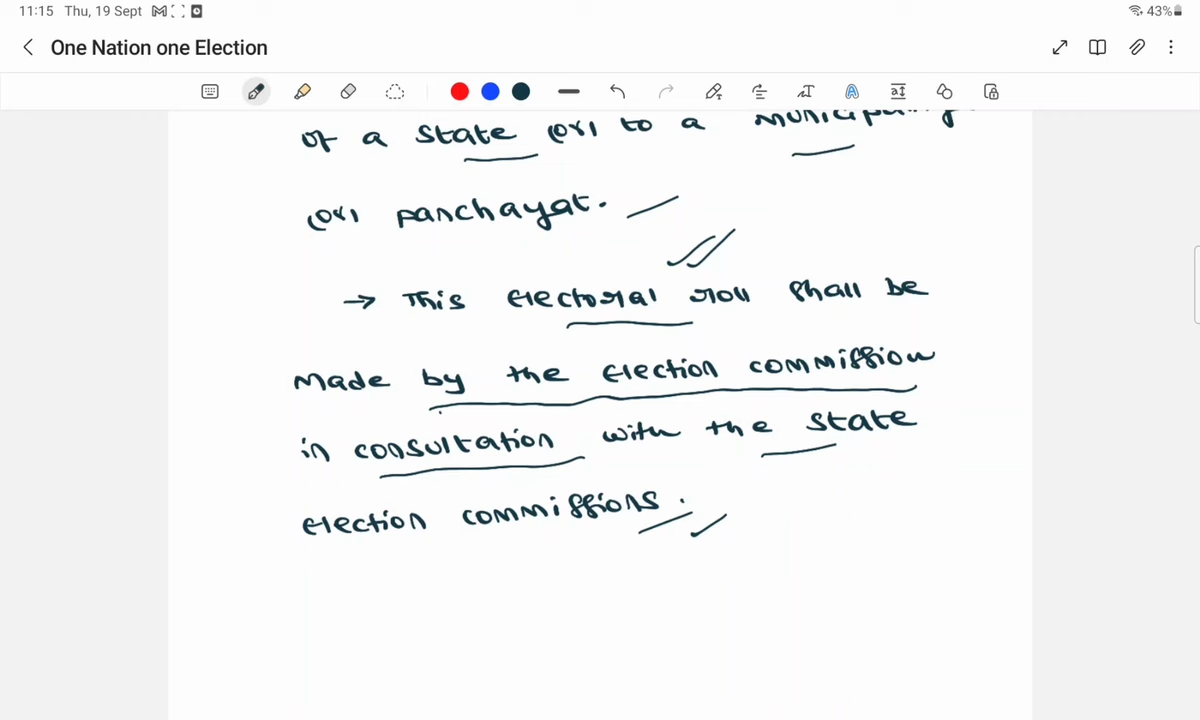 11:15 Thu, 19 Sept
43%
One Nation one Election
of a State (or) to a Municipality
(or) panchayat.
→ This electoral roll shall be
made by the election commission
in consultation with the state
election commissions.